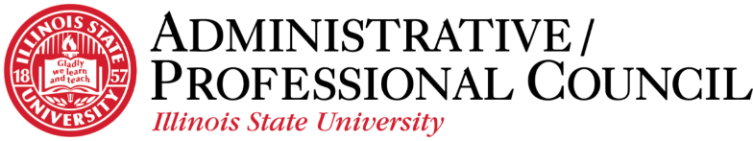 ILLINOIS STATE
Gladly
we learn
and teach
18 57
UNIVERSITY
ADMINISTRATIVE/
PROFESSIONAL COUNCIL
Illinois State University